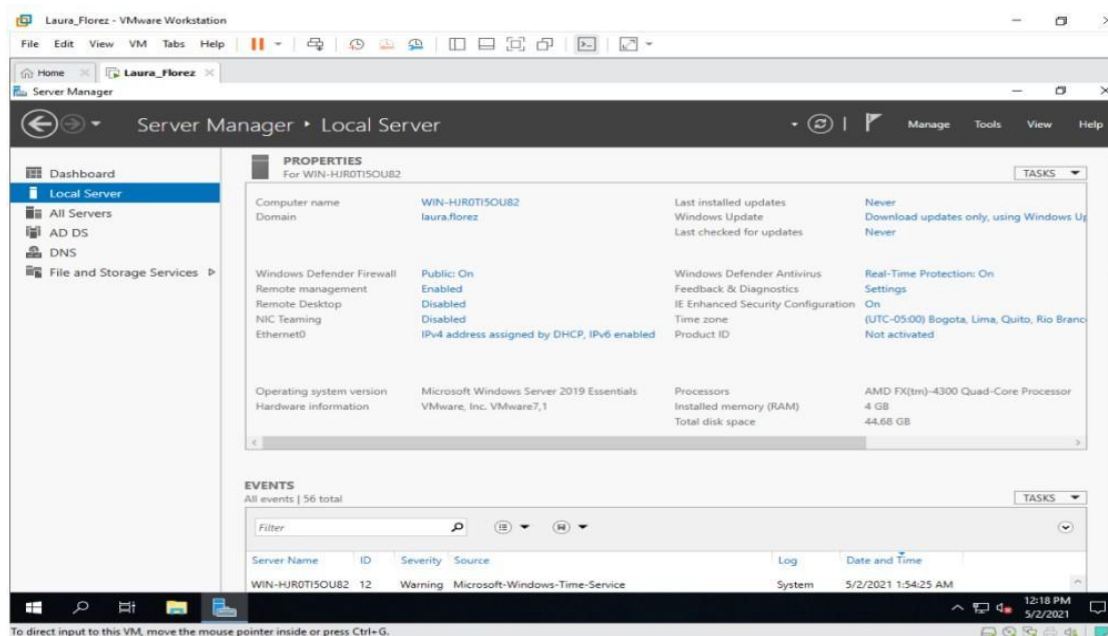 Laura_Florez - VMware Workstation
File Edit View VM Tabs Help
Home Laura_Florez
Server Manager
Server Manager Local Server Manage Tools View Help
Dashboard
Local Server
All Servers
AD DS
DNS
File and Storage Services
PROPERTIES
For WIN-HJR0TI5OU82
TASKS
Computer name WIN-HJR0TI5OU82 Last installed updates Never
Domain laura.florez Windows Update Download updates only, using Windows Up
Last checked for updates Never
Windows Defender Firewall Public: On Windows Defender Antivirus Real-Time Protection: On
Remote management Enabled Feedback & Diagnostics Settings
Remote Desktop Disabled IE Enhanced Security Configuration On
NIC Teaming Disabled Time zone (UTC-05:00) Bogota, Lima, Quito, Rio Branc
Ethernet0 IPv4 address assigned by DHCP, IPv6 enabled Product ID Not activated
Operating system version Microsoft Windows Server 2019 Essentials Processors AMD FX(tm)-4300 Quad-Core Processor
Hardware information VMware, Inc. VMware7,1 Installed memory (RAM) 4 GB
Total disk space 44.68 GB
EVENTS
All events | 56 total
TASKS
Filter
Server Name ID Severity Source Log Date and Time
WIN-HJR0TI5OU82 12 Warning Microsoft-Windows-Time-Service System 5/2/2021 1:54:25 AM
12:18 PM
5/2/2021
To direct input to this VM, move the mouse pointer inside or press Ctrl+G.